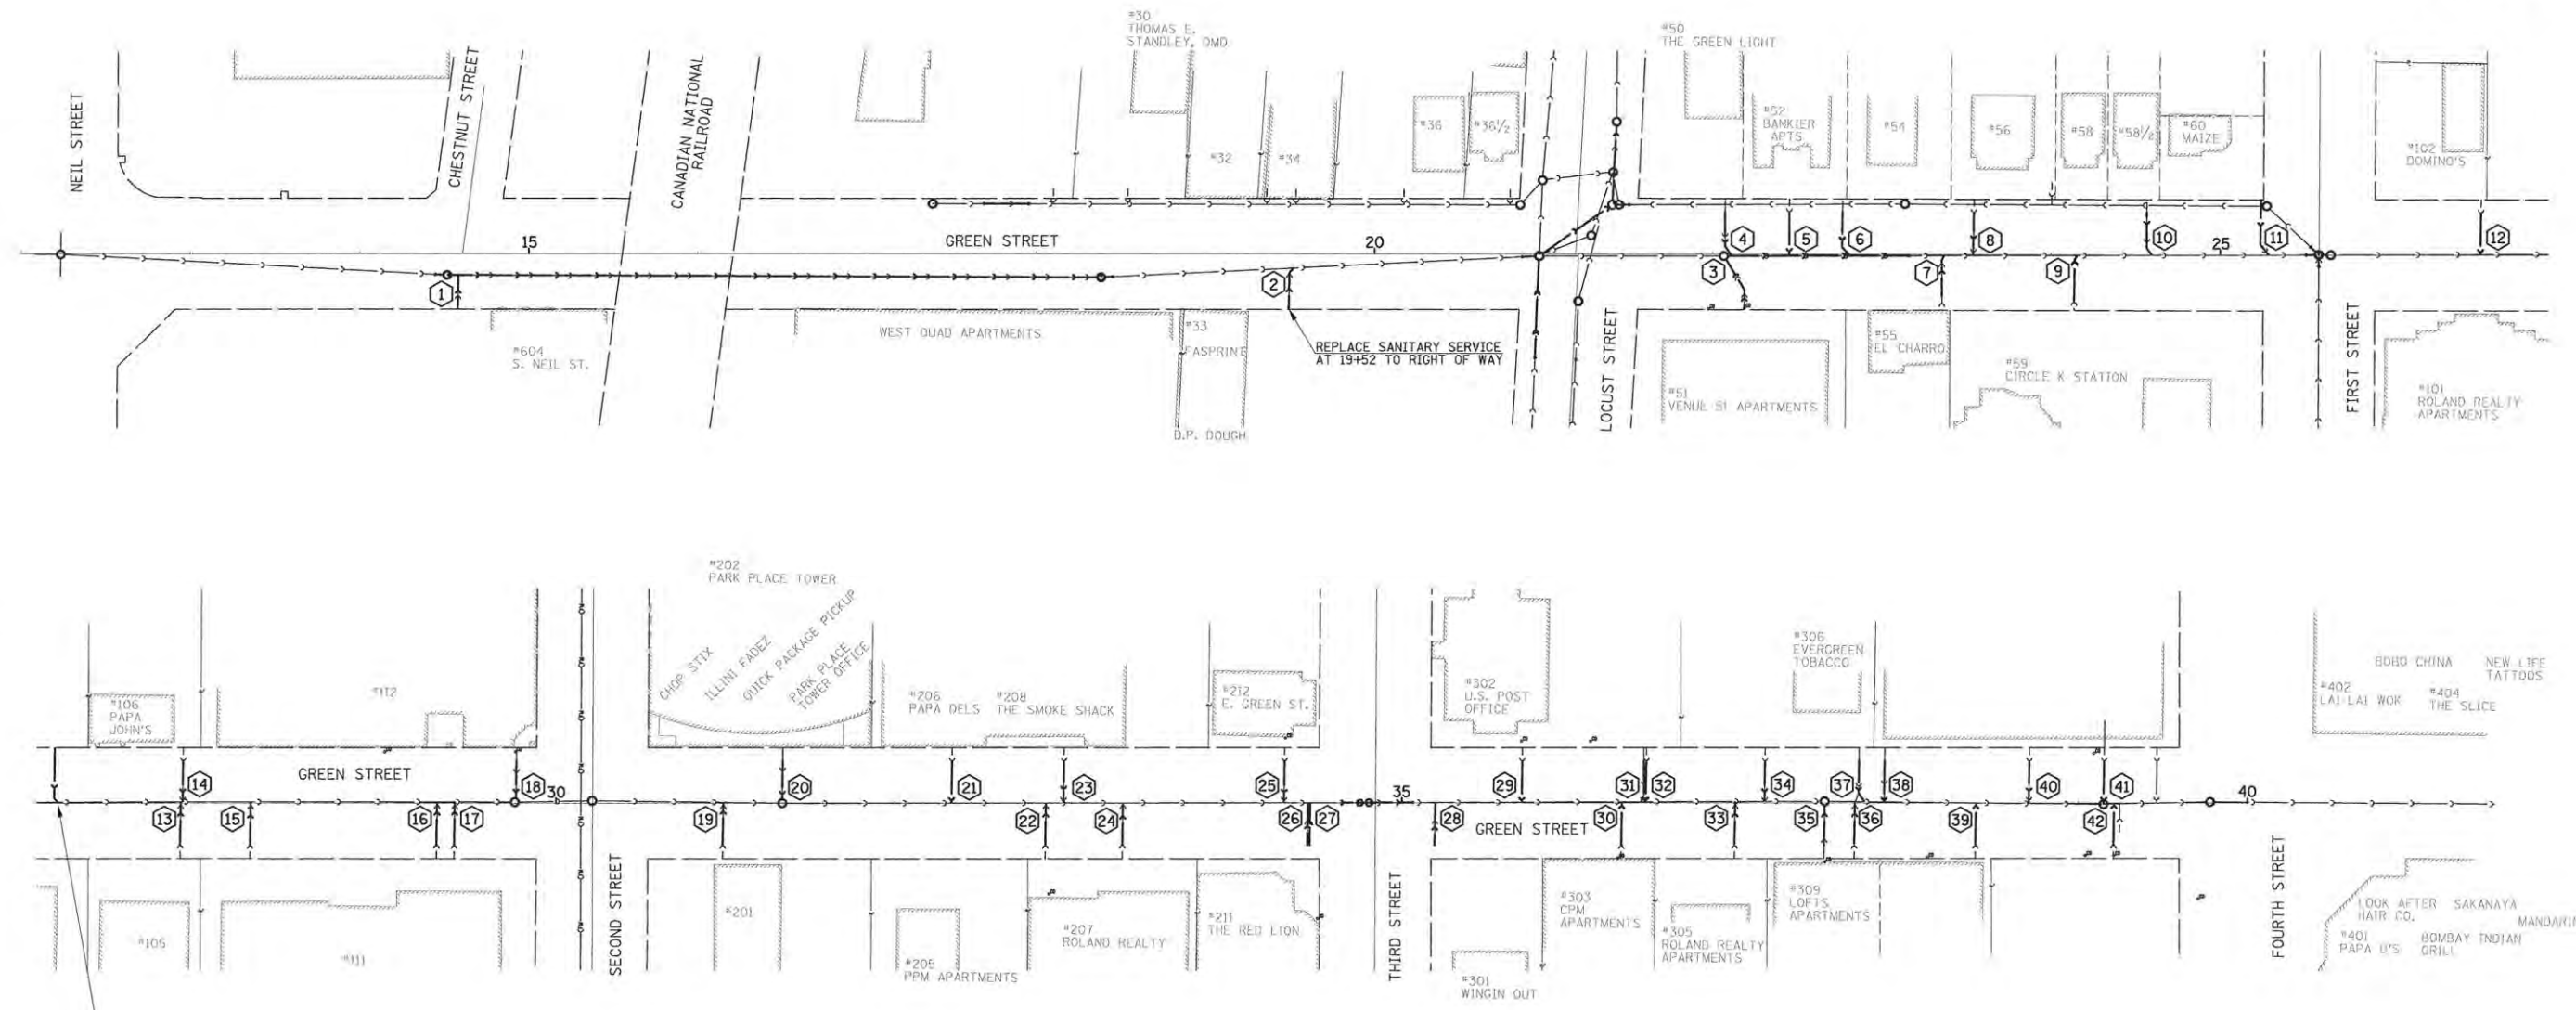 #30
THOMAS E.
STANDLEY, DMD
#50
THE GREEN LIGHT
NEIL STREET
CHESTNUT STREET
CANADIAN NATIONAL
RAILROAD
#32
#34
#36
#36 1/2
#52
BANKIER
APTS
#54
#56
#58
#58 1/2
#60
MAIZE
#102
DOMINO'S
15
GREEN STREET
20
25
1
2
3
4
5
6
7
8
9
10
11
12
#604
S. NEIL ST.
WEST QUAD APARTMENTS
#33
FASPRINT
D.P. DOUGH
REPLACE SANITARY SERVICE
AT 19+52 TO RIGHT OF WAY
LOCUST STREET
#51
VENUE 51 APARTMENTS
#55
EL CHARRO
#59
CIRCLE K STATION
FIRST STREET
#101
ROLAND REALTY
APARTMENTS
#202
PARK PLACE TOWER
CHOP STIX
ILLINI FADEZ
QUICK PACKAGE PICKUP
PARK PLACE
TOWER OFFICE
#106
PAPA
JOHN'S
#112
#206
PAPA DELS
#208
THE SMOKE SHACK
#212
E. GREEN ST.
#302
U.S. POST
OFFICE
#306
EVERGREEN
TOBACCO
BOBO CHINA
NEW LIFE
TATTOOS
#402
LAI LAI WOK
#404
THE SLICE
GREEN STREET
30
35
GREEN STREET
40
13
14
15
16
17
18
19
20
21
22
23
24
25
26
27
28
29
30
31
32
33
34
35
36
37
38
39
40
41
42
#105
#111
SECOND STREET
#201
#205
PPM APARTMENTS
#207
ROLAND REALTY
#211
THE RED LION
THIRD STREET
#301
WINGIN OUT
#303
CPM
APARTMENTS
#305
ROLAND REALTY
APARTMENTS
#309
LOFTS
APARTMENTS
FOURTH STREET
LOOK AFTER
HAIR CO.
SAKANAYA
MANDARIN
#401
PAPA G'S
BOMBAY INDIAN
GRILL